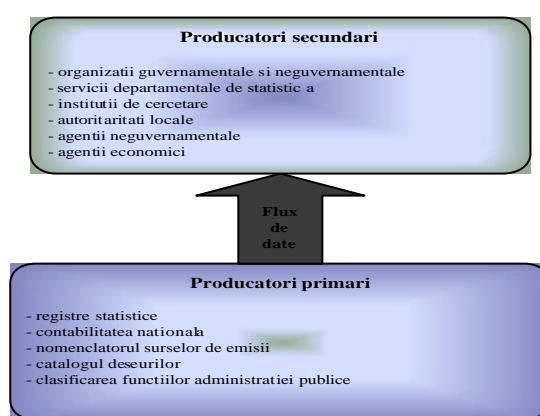 Producatori secundari
- organizatii guvernamentale si neguvernamentale
- servicii departamentale de statistic a
- institutii de cercetare
- autoritaritati locale
- agentii neguvernamentale
- agentii economici
Flux
de
date
Producatori primari
- registre statistice
- contabilitatea nationala
- nomenclatorul surselor de emisii
- catalogul deseurilor
- clasificarea functiilor administratiei publice